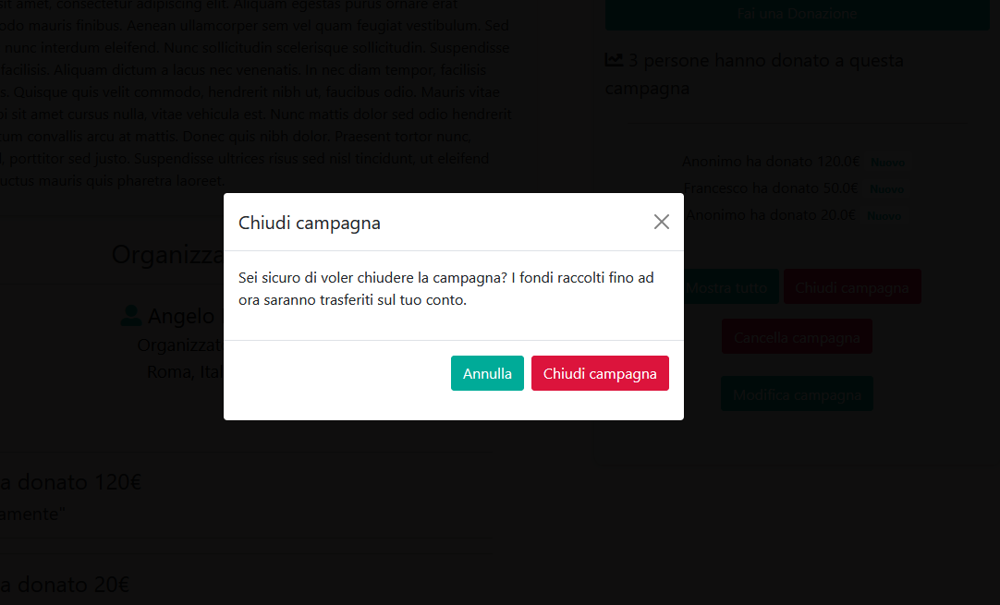 sit amet, consectetur adipiscing elit. Aliquam egestas purus ornare erat
odo mauris finibus. Aenean ullamcorper sem vel quam feugiat vestibulum. Sed
nunc interdum eleifend. Nunc sollicitudin scelerisque sollicitudin. Suspendisse
facilisis. Aliquam dictum a lacus nec venenatis. In nec diam tempor, facilisis
s. Quisque quis velit commodo, hendrerit nibh ut, faucibus odio. Mauris vitae
bi sit amet cursus nulla, vitae vehicula est. Nunc mattis dolor sed odio hendrerit
tum convallis arcu at mattis. Donec quis nibh dolor. Praesent tortor nunc,
l, porttitor sed justo. Suspendisse ultrices risus sed nisl tincidunt, ut eleifend
uctus mauris quis pharetra laoreet.
Fai una Donazione
3 persone hanno donato a questa
campagna
Anonimo ha donato 120.0€ Nuovo
Francesco ha donato 50.0€ Nuovo
Anonimo ha donato 20.0€ Nuovo
Mostra tutto
Chiudi campagna
Cancella campagna
Modifica campagna
Chiudi campagna
Sei sicuro di voler chiudere la campagna? I fondi raccolti fino ad
ora saranno trasferiti sul tuo conto.
Annulla
Chiudi campagna
Organizza
Angelo
Organizzat
Roma, Ital
a donato 120€
amente"
a donato 20€